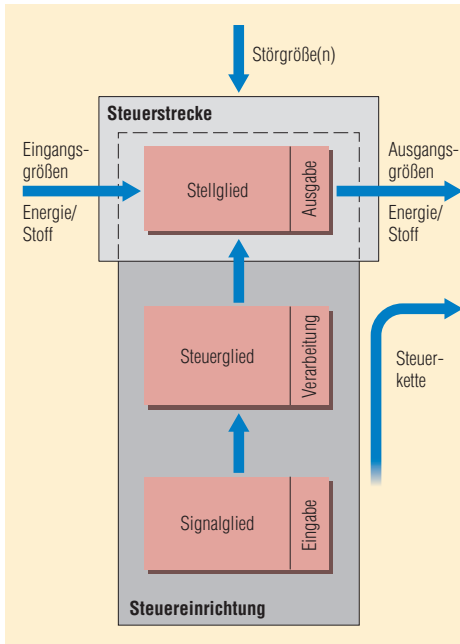 Störgröße(n)
Steuerstrecke
Eingangs-
größen
Energie/
Stoff
Stellglied
Ausgabe
Ausgangs-
größen
Energie/
Stoff
Steuerglied
Verarbeitung
Steuer-
kette
Signalglied
Eingabe
Steuereinrichtung